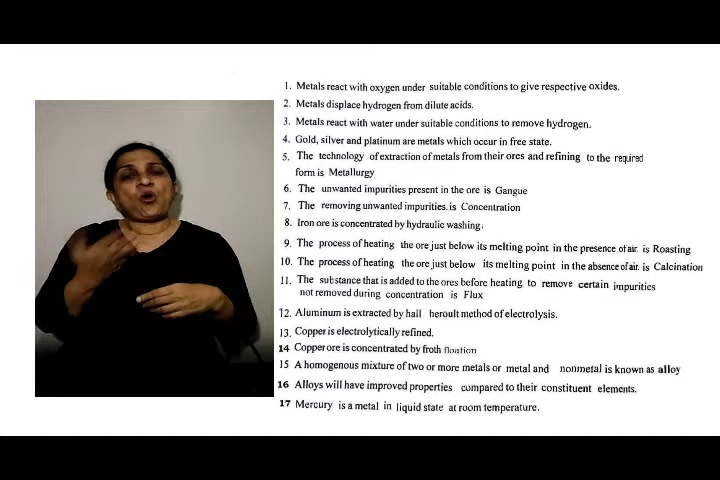 1. Metals react with oxygen under suitable conditions to give respective oxides.
2. Metals displace hydrogen from dilute acids.
3. Metals react with water under suitable conditions to remove hydrogen.
4. Gold, silver and platinum are metals which occur in free state.
5. The technology of extraction of metals from their ores and refining to the required
form is Metallurgy
6. The unwanted impurities present in the ore is Gangue
7. The removing unwanted impurities. is Concentration
8. Iron ore is concentrated by hydraulic washing.
9. The process of heating the ore just below its melting point in the presence of air. is Roasting
10. The process of heating the ore just below its melting point in the absence of air. is Calcination
11. The substance that is added to the ores before heating to remove certain impurities
not removed during concentration is Flux
12. Aluminum is extracted by hall heroult method of electrolysis.
13. Copper is electrolytically refined.
14 Copper ore is concentrated by froth floation
15 A homogenous mixture of two or more metals or metal and nonmetal is known as alloy
16 Alloys will have improved properties compared to their constituent elements.
17 Mercury is a metal in liquid state at room temperature.